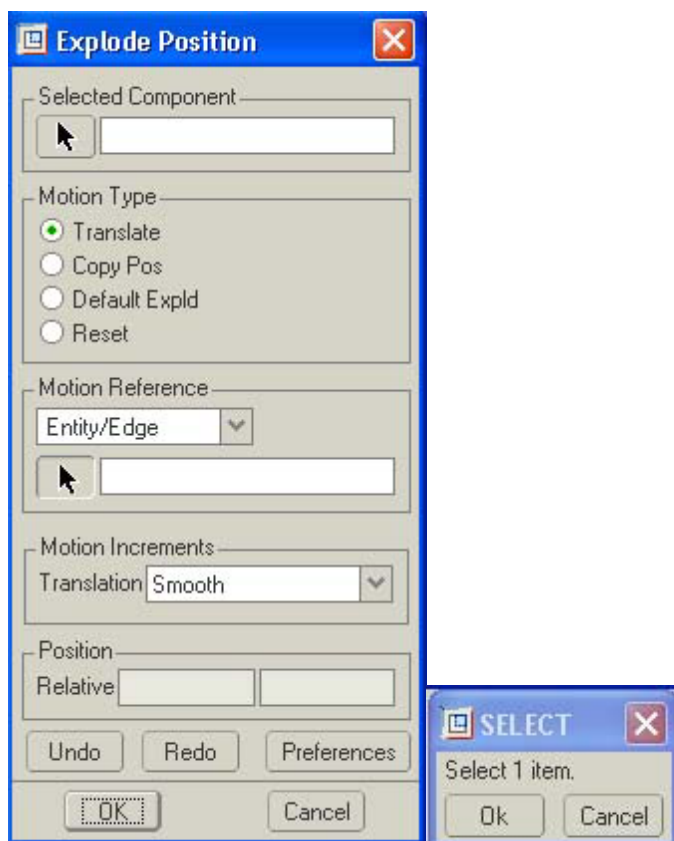 Explode Position
Selected Component
Motion Type
Translate
Copy Pos
Default Expld
Reset
Motion Reference
Entity/Edge
Motion Increments
Translation Smooth
Position
Relative
Undo Redo Preferences
OK Cancel
SELECT
Select 1 item.
Ok Cancel